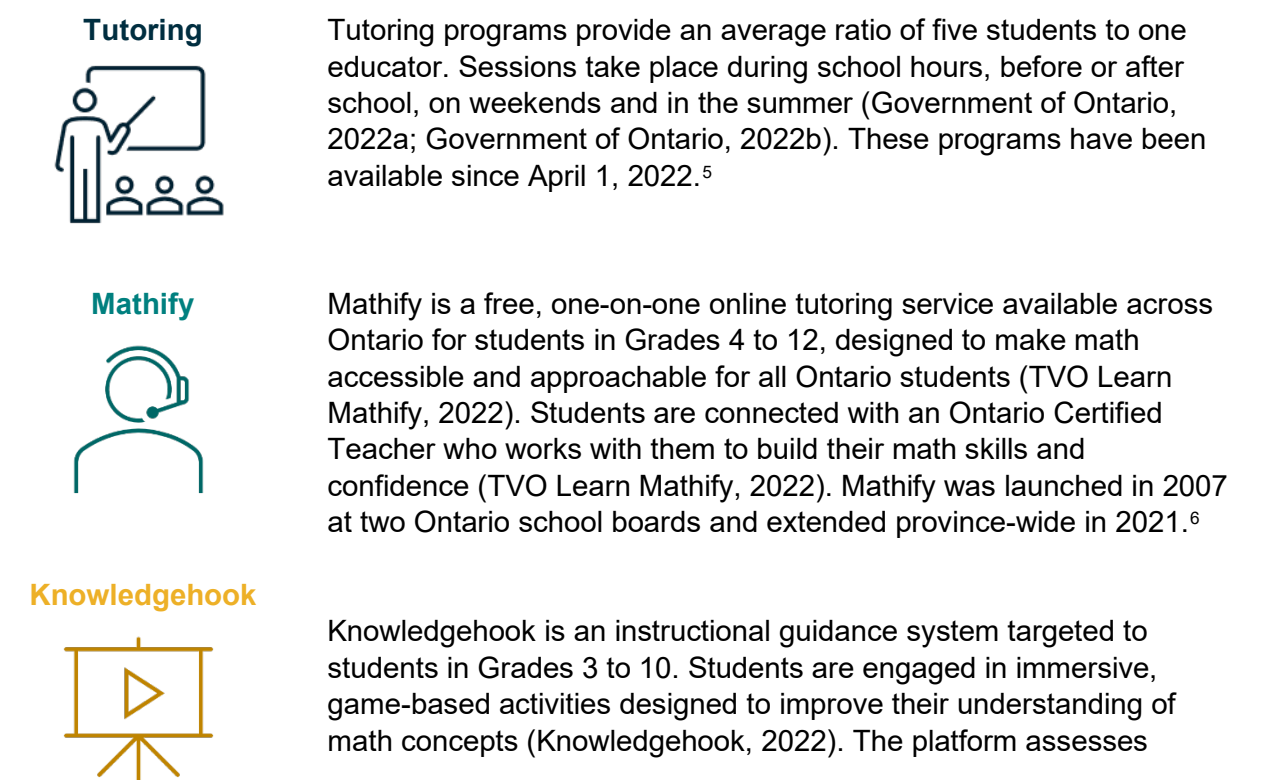 Tutoring
Tutoring programs provide an average ratio of five students to one
educator. Sessions take place during school hours, before or after
school, on weekends and in the summer (Government of Ontario,
2022a; Government of Ontario, 2022b). These programs have been
available since April 1, 2022.⁵
Mathify
Mathify is a free, one-on-one online tutoring service available across
Ontario for students in Grades 4 to 12, designed to make math
accessible and approachable for all Ontario students (TVO Learn
Mathify, 2022). Students are connected with an Ontario Certified
Teacher who works with them to build their math skills and
confidence (TVO Learn Mathify, 2022). Mathify was launched in 2007
at two Ontario school boards and extended province-wide in 2021.⁶
Knowledgehook
Knowledgehook is an instructional guidance system targeted to
students in Grades 3 to 10. Students are engaged in immersive,
game-based activities designed to improve their understanding of
math concepts (Knowledgehook, 2022). The platform assesses